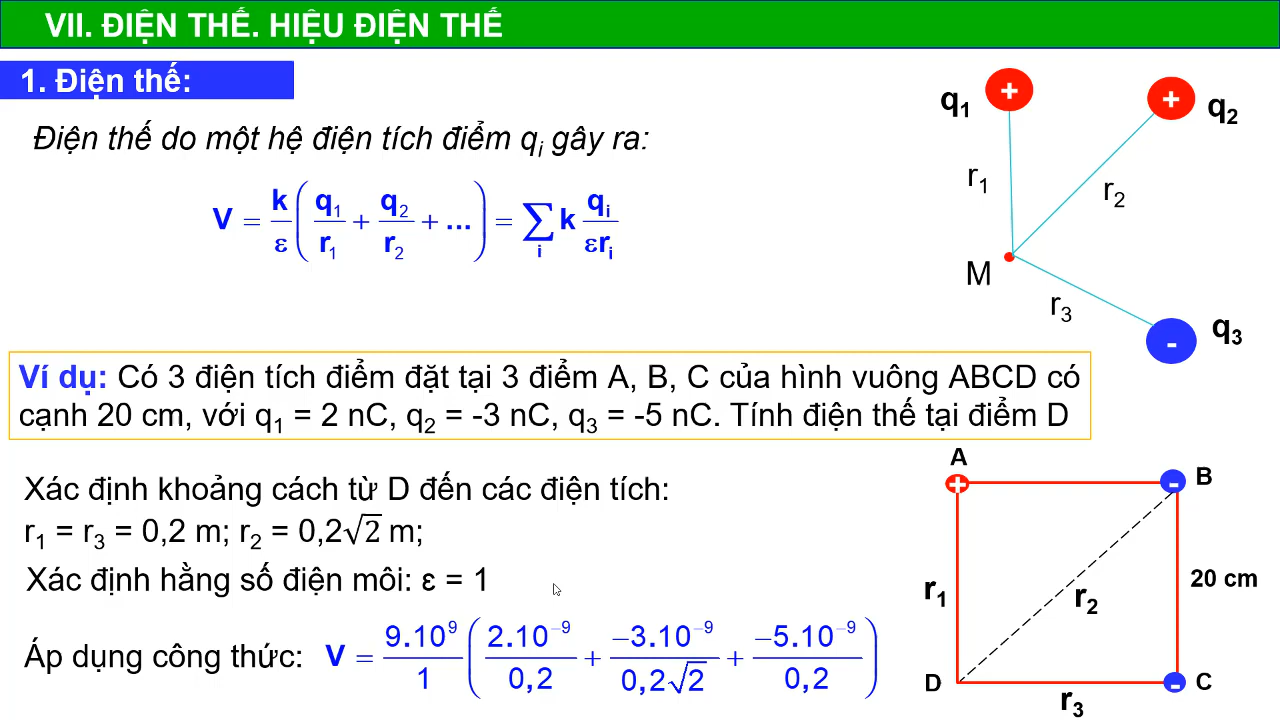 VII. ĐIỆN THẾ. HIỆU ĐIỆN THẾ
1. Điện thế:
Điện thế do một hệ điện tích điểm qᵢ gây ra:
V = k/ε (q₁/r₁ + q₂/r₂ + ...) = ∑ᵢ k qᵢ/εrᵢ
+
+
q₁
q₂
r₁
r₂
M
r₃
q₃
-
Ví dụ: Có 3 điện tích điểm đặt tại 3 điểm A, B, C của hình vuông ABCD có
cạnh 20 cm, với q₁ = 2 nC, q₂ = -3 nC, q₃ = -5 nC. Tính điện thế tại điểm D
Xác định khoảng cách từ D đến các điện tích:
r₁ = r₃ = 0,2 m; r₂ = 0,2√2 m;
Xác định hằng số điện môi: ε = 1
Áp dụng công thức: V = 9.10⁹/1 (2.10⁻⁹/0,2 + −3.10⁻⁹/0,2√2 + −5.10⁻⁹/0,2)
A
+
-
B
r₁
r₂
20 cm
D
-
C
r₃